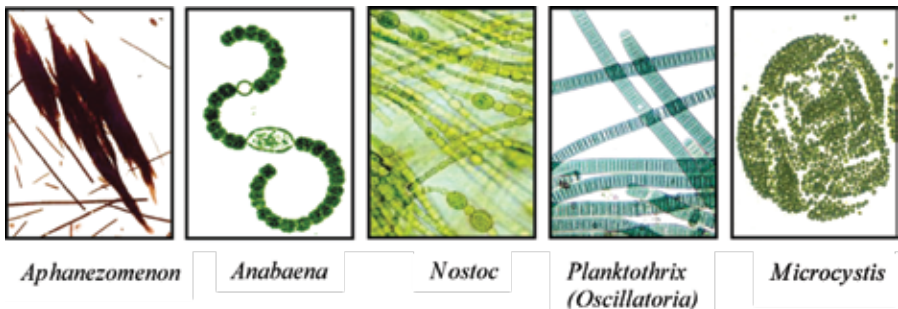 Aphanezomenon
Anabaena
Nostoc
Planktothrix
(Oscillatoria)
Microcystis